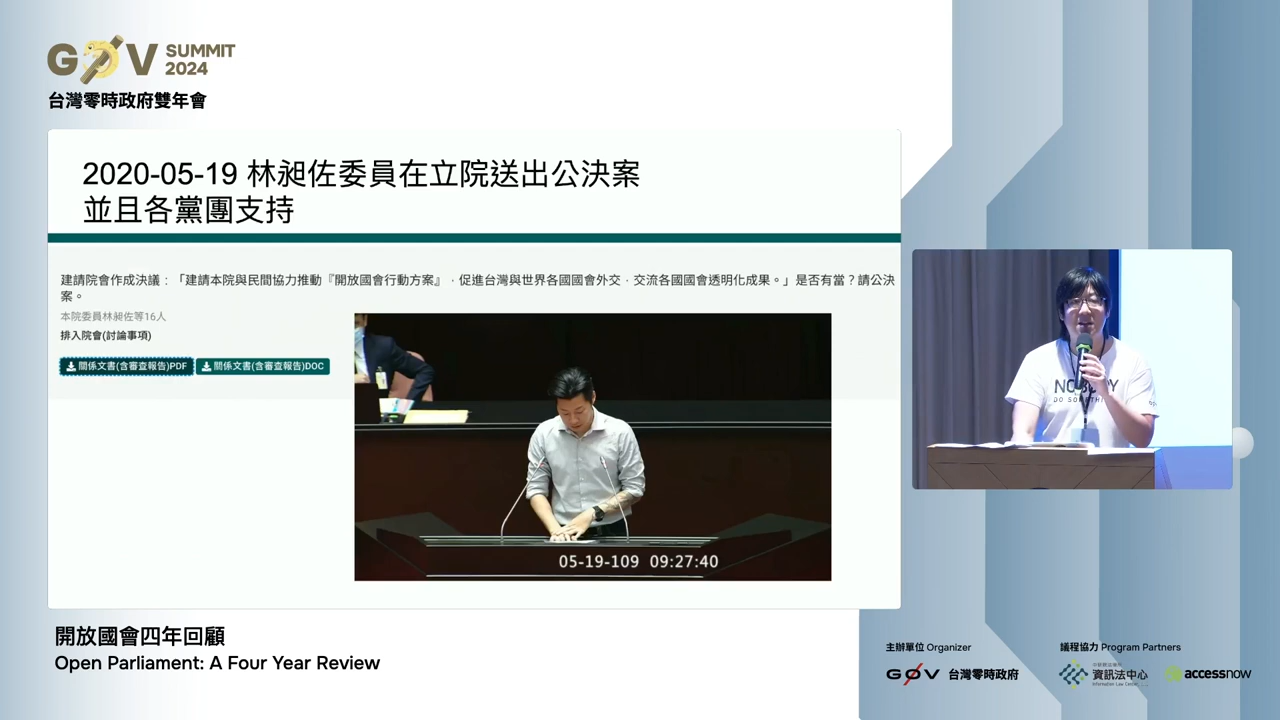 G0V SUMMIT 2024
台灣零時政府雙年會
2020-05-19 林昶佐委員在立院送出公決案
並且各黨團支持
建請院會作成決議：「建請本院與民間協力推動『開放國會行動方案』，促進台灣與世界各國國會外交，交流各國國會透明化成果。」是否有當？請公決
案。
本院委員林昶佐等16人
排入院會(討論事項)
關係文書(含審查報告)PDF
關係文書(含審查報告)DOC
05-19-109 09:27:40
NOBODY
DO SOMETHI
開放國會四年回顧
Open Parliament: A Four Year Review
主辦單位 Organizer
G0V 台灣零時政府
議程協力 Program Partners
資訊法中心
Information Law Center
accessnow